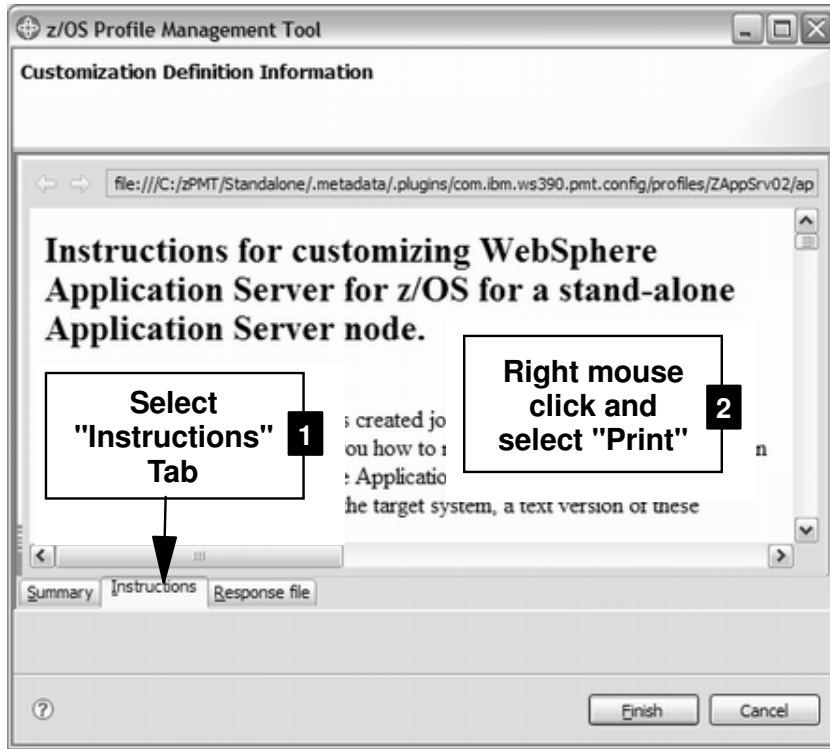 z/OS Profile Management Tool
Customization Definition Information
file:///C:/zPMT/Standalone/.metadata/.plugins/com.ibm.ws390.pmt.config/profiles/ZAppSrv02/ap
Instructions for customizing WebSphere
Application Server for z/OS for a stand-alone
Application Server node.
Select
"Instructions"
Tab
1
Right mouse
click and
select "Print"
2
s created jo
ou how to
Applicatio
the target system, a text version of these
Summary
Instructions
Response file
?
Finish
Cancel